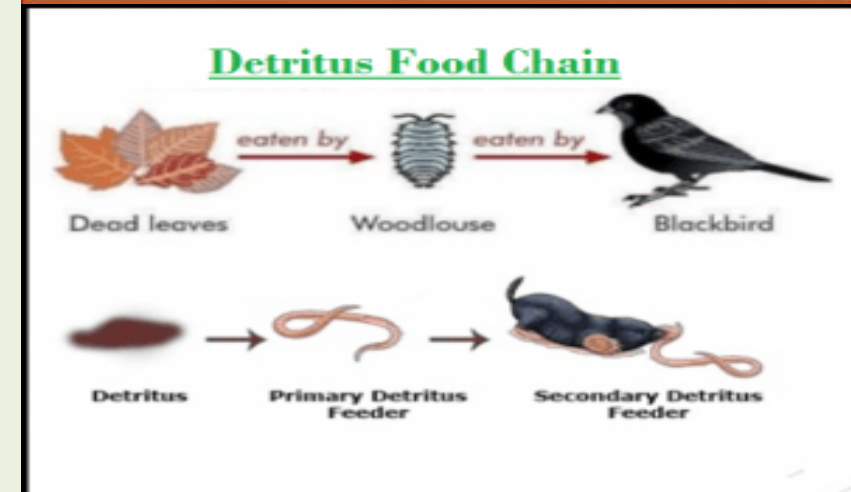 Detritus Food Chain
eaten by eaten by
Dead leaves Woodlouse Blackbird
Detritus Primary Detritus Feeder Secondary Detritus Feeder